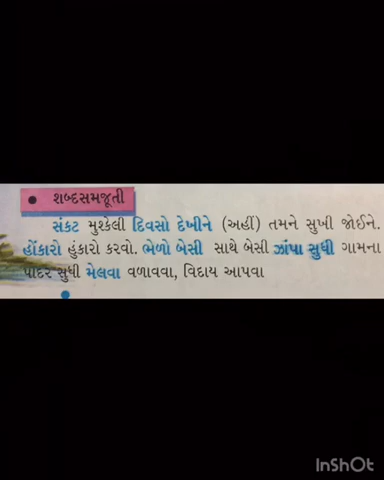 • શબ્દસમજૂતી
સંકટ મુશ્કેલી દિવસો દેખીને (અહીં) તમને સુખી જોઈને.
હોંકારો હુંકારો કરવો. ભેળો બેસી સાથે બેસી ઝાંપા સુધી ગામના
પાદર સુધી મેલવા વળાવવા, વિદાય આપવા
InShOt